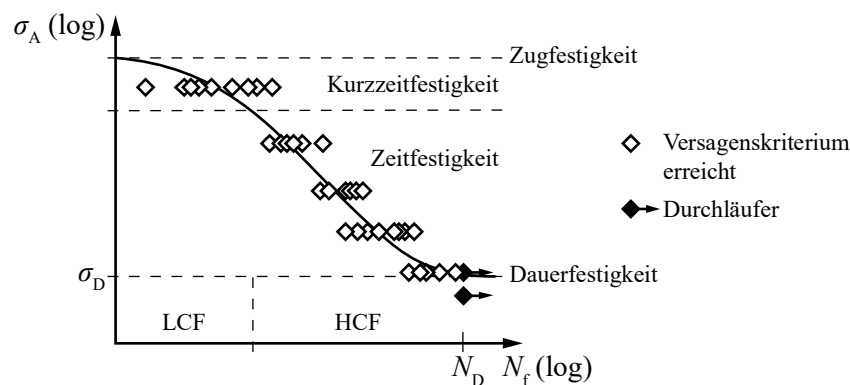 σA (log)
Zugfestigkeit
Kurzzeitfestigkeit
Zeitfestigkeit
Versagenskriterium
erreicht
Durchläufer
σD
Dauerfestigkeit
LCF
HCF
ND
Nf (log)